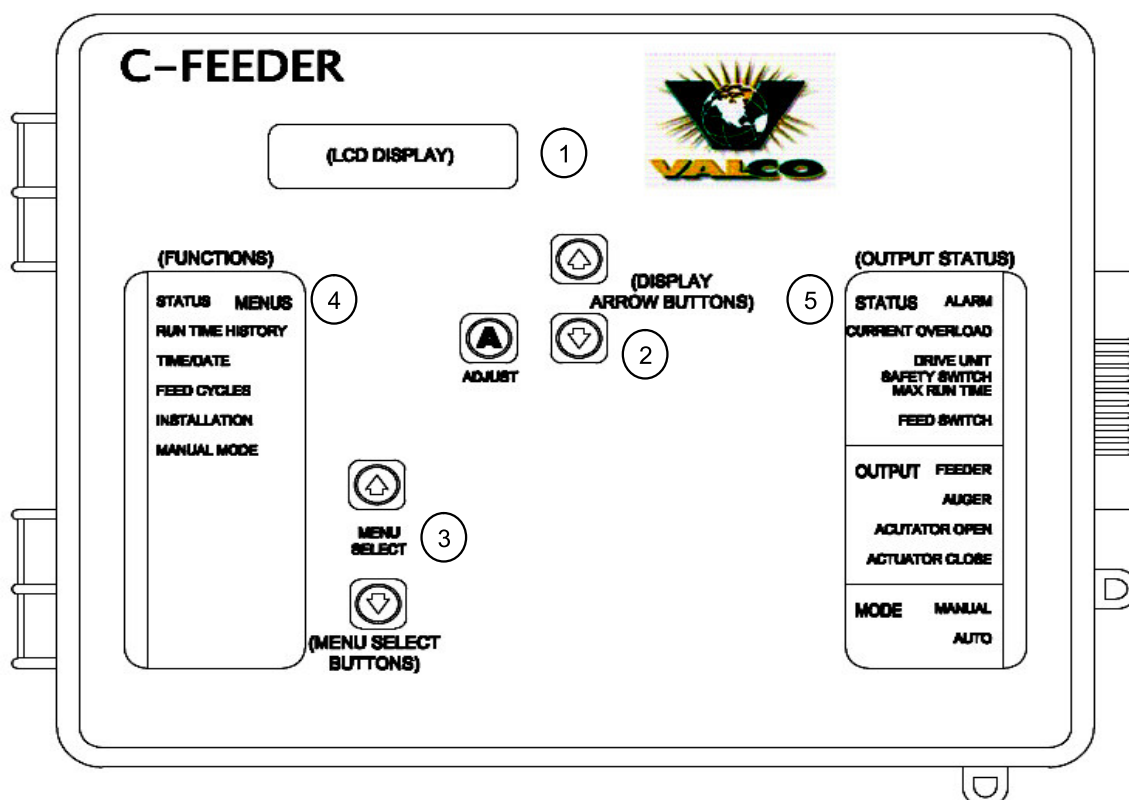 C-FEEDER
VALCO
(LCD DISPLAY)
1
(FUNCTIONS)
STATUS MENUS
4
RUN TIME HISTORY
TIME/DATE
FEED CYCLES
INSTALLATION
MANUAL MODE
(DISPLAY
ARROW BUTTONS)
2
A
ADJUST
MENU
SELECT
3
(MENU SELECT
BUTTONS)
(OUTPUT STATUS)
5
STATUS ALARM
CURRENT OVERLOAD
DRIVE UNIT
SAFETY SWITCH
MAX RUN TIME
FEED SWITCH
OUTPUT FEEDER
AUGER
ACUTATOR OPEN
ACTUATOR CLOSE
MODE MANUAL
AUTO